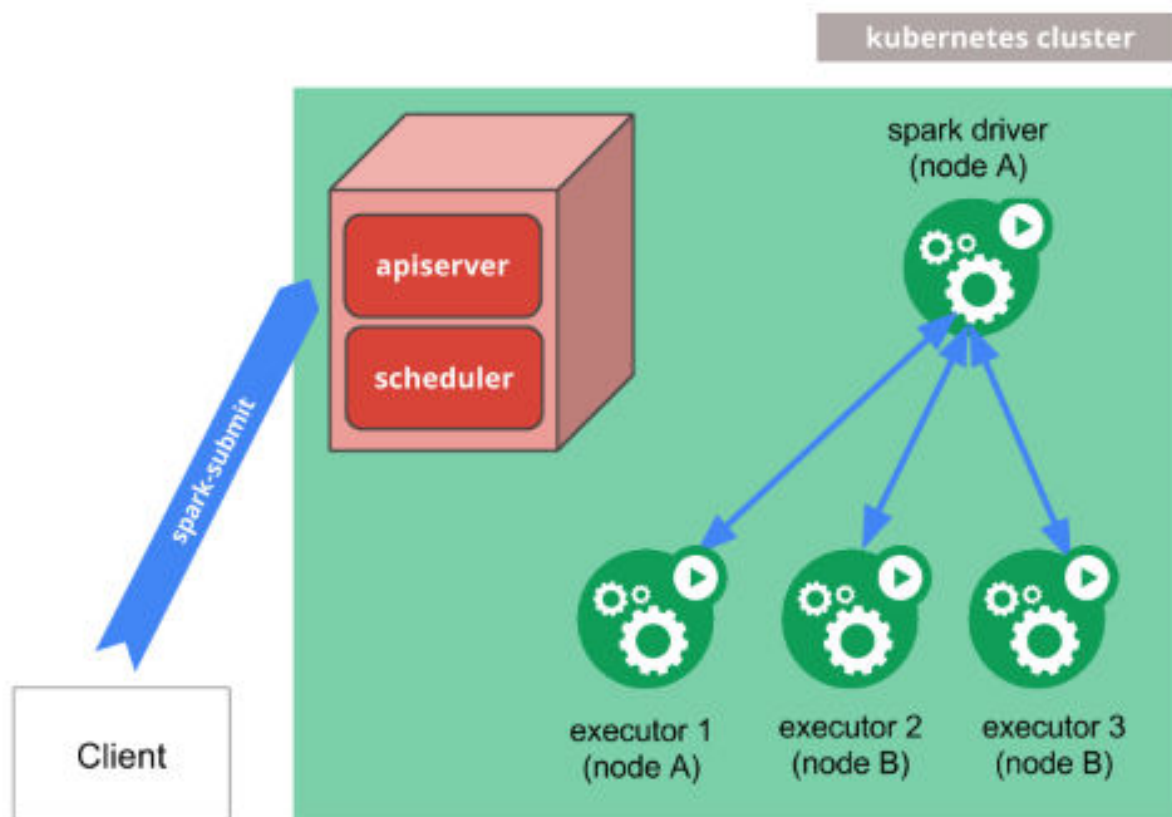 kubernetes cluster
spark driver
(node A)
apiserver
scheduler
spark-submit
Client
executor 1
(node A)
executor 2
(node B)
executor 3
(node B)